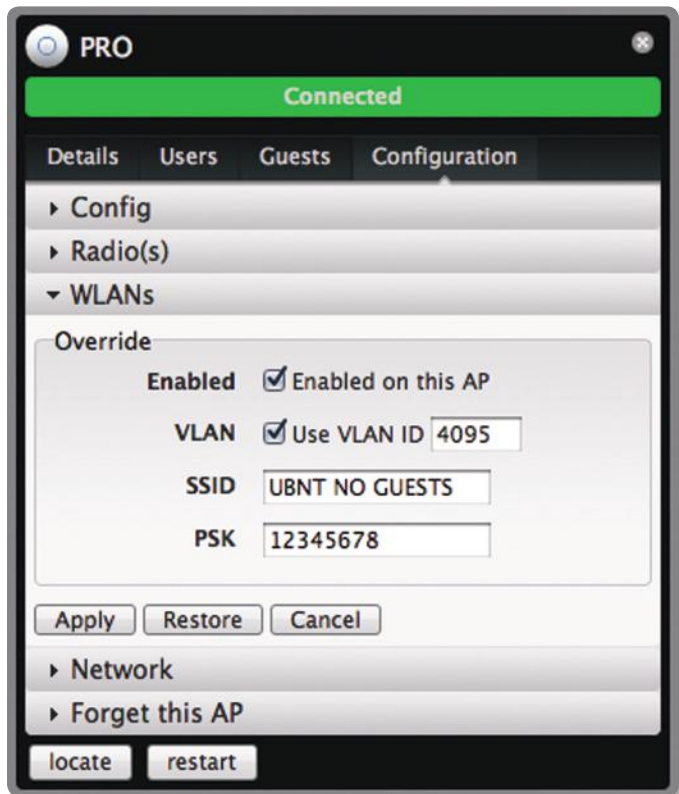 PRO
Connected
Details Users Guests Configuration
Config
Radio(s)
WLANs
Override
Enabled Enabled on this AP
VLAN Use VLAN ID 4095
SSID UBNT NO GUESTS
PSK 12345678
Apply Restore Cancel
Network
Forget this AP
locate restart